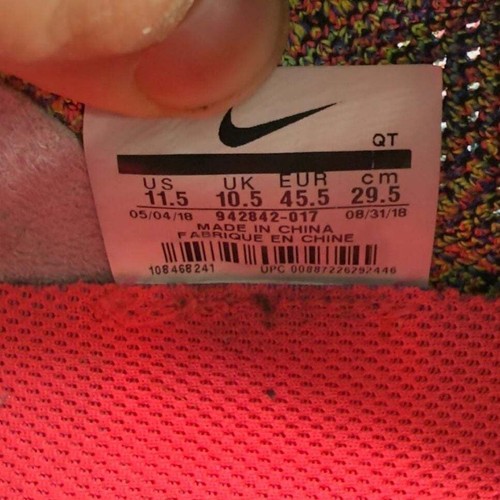 QT
US UK EUR cm
11.5 10.5 45.5 29.5
05/04/18 942842-017 08/31/18
MADE IN CHINA
FABRIQUE EN CHINE
108468241 UPC 00887226292446